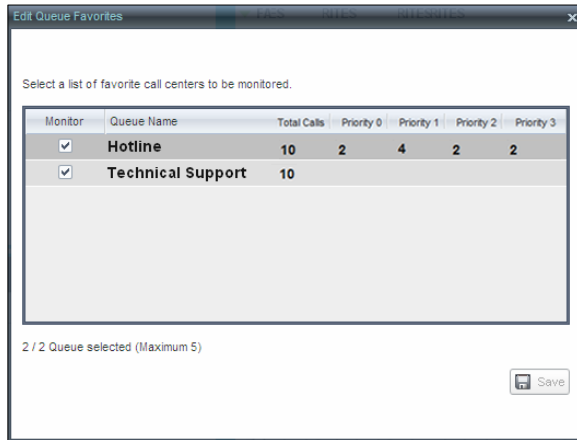 Edit Queue Favorites
Select a list of favorite call centers to be monitored.
Monitor Queue Name Total Calls Priority 0 Priority 1 Priority 2 Priority 3
Hotline 10 2 4 2 2
Technical Support 10
2 / 2 Queue selected (Maximum 5)
Save